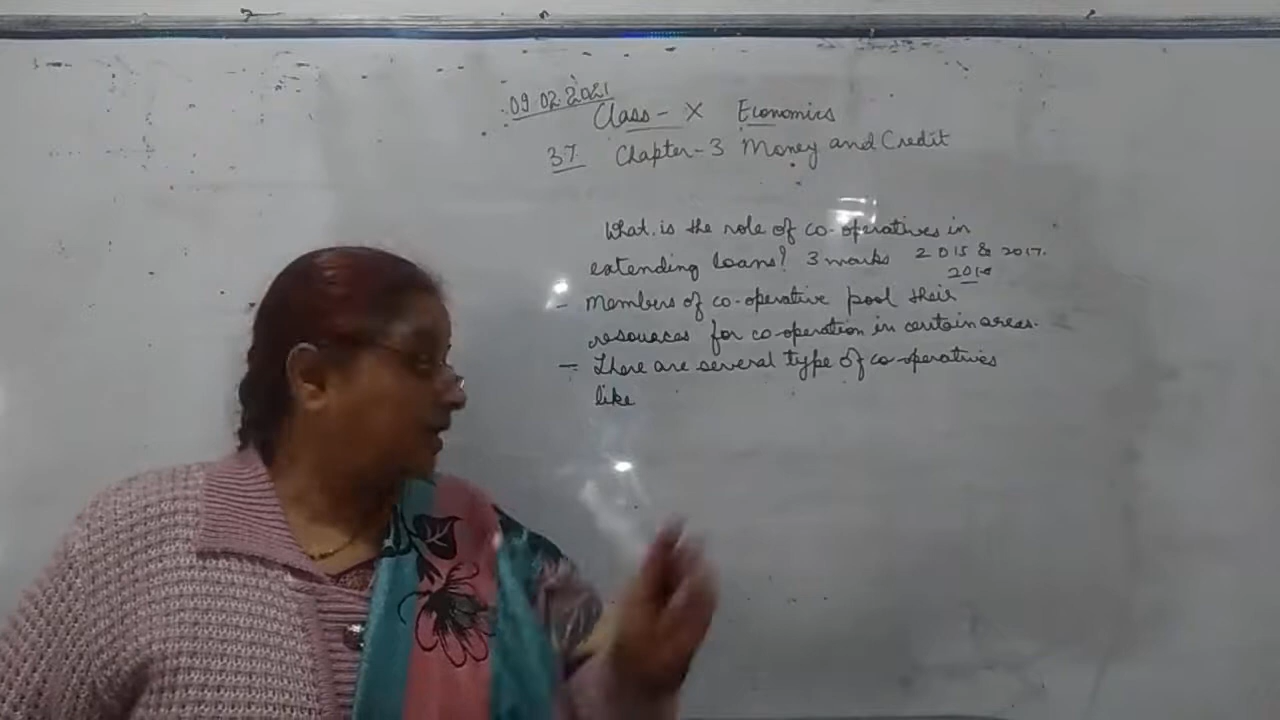 09.02.2021
Class - X Economics
37. Chapter-3 Money and Credit
What is the role of co-operatives in
extending loans? 3 marks 2015 & 2017.
- Members of co-operative pool their
resouaces for co-operation in certain areas.
- There are several type of co-operatives
like